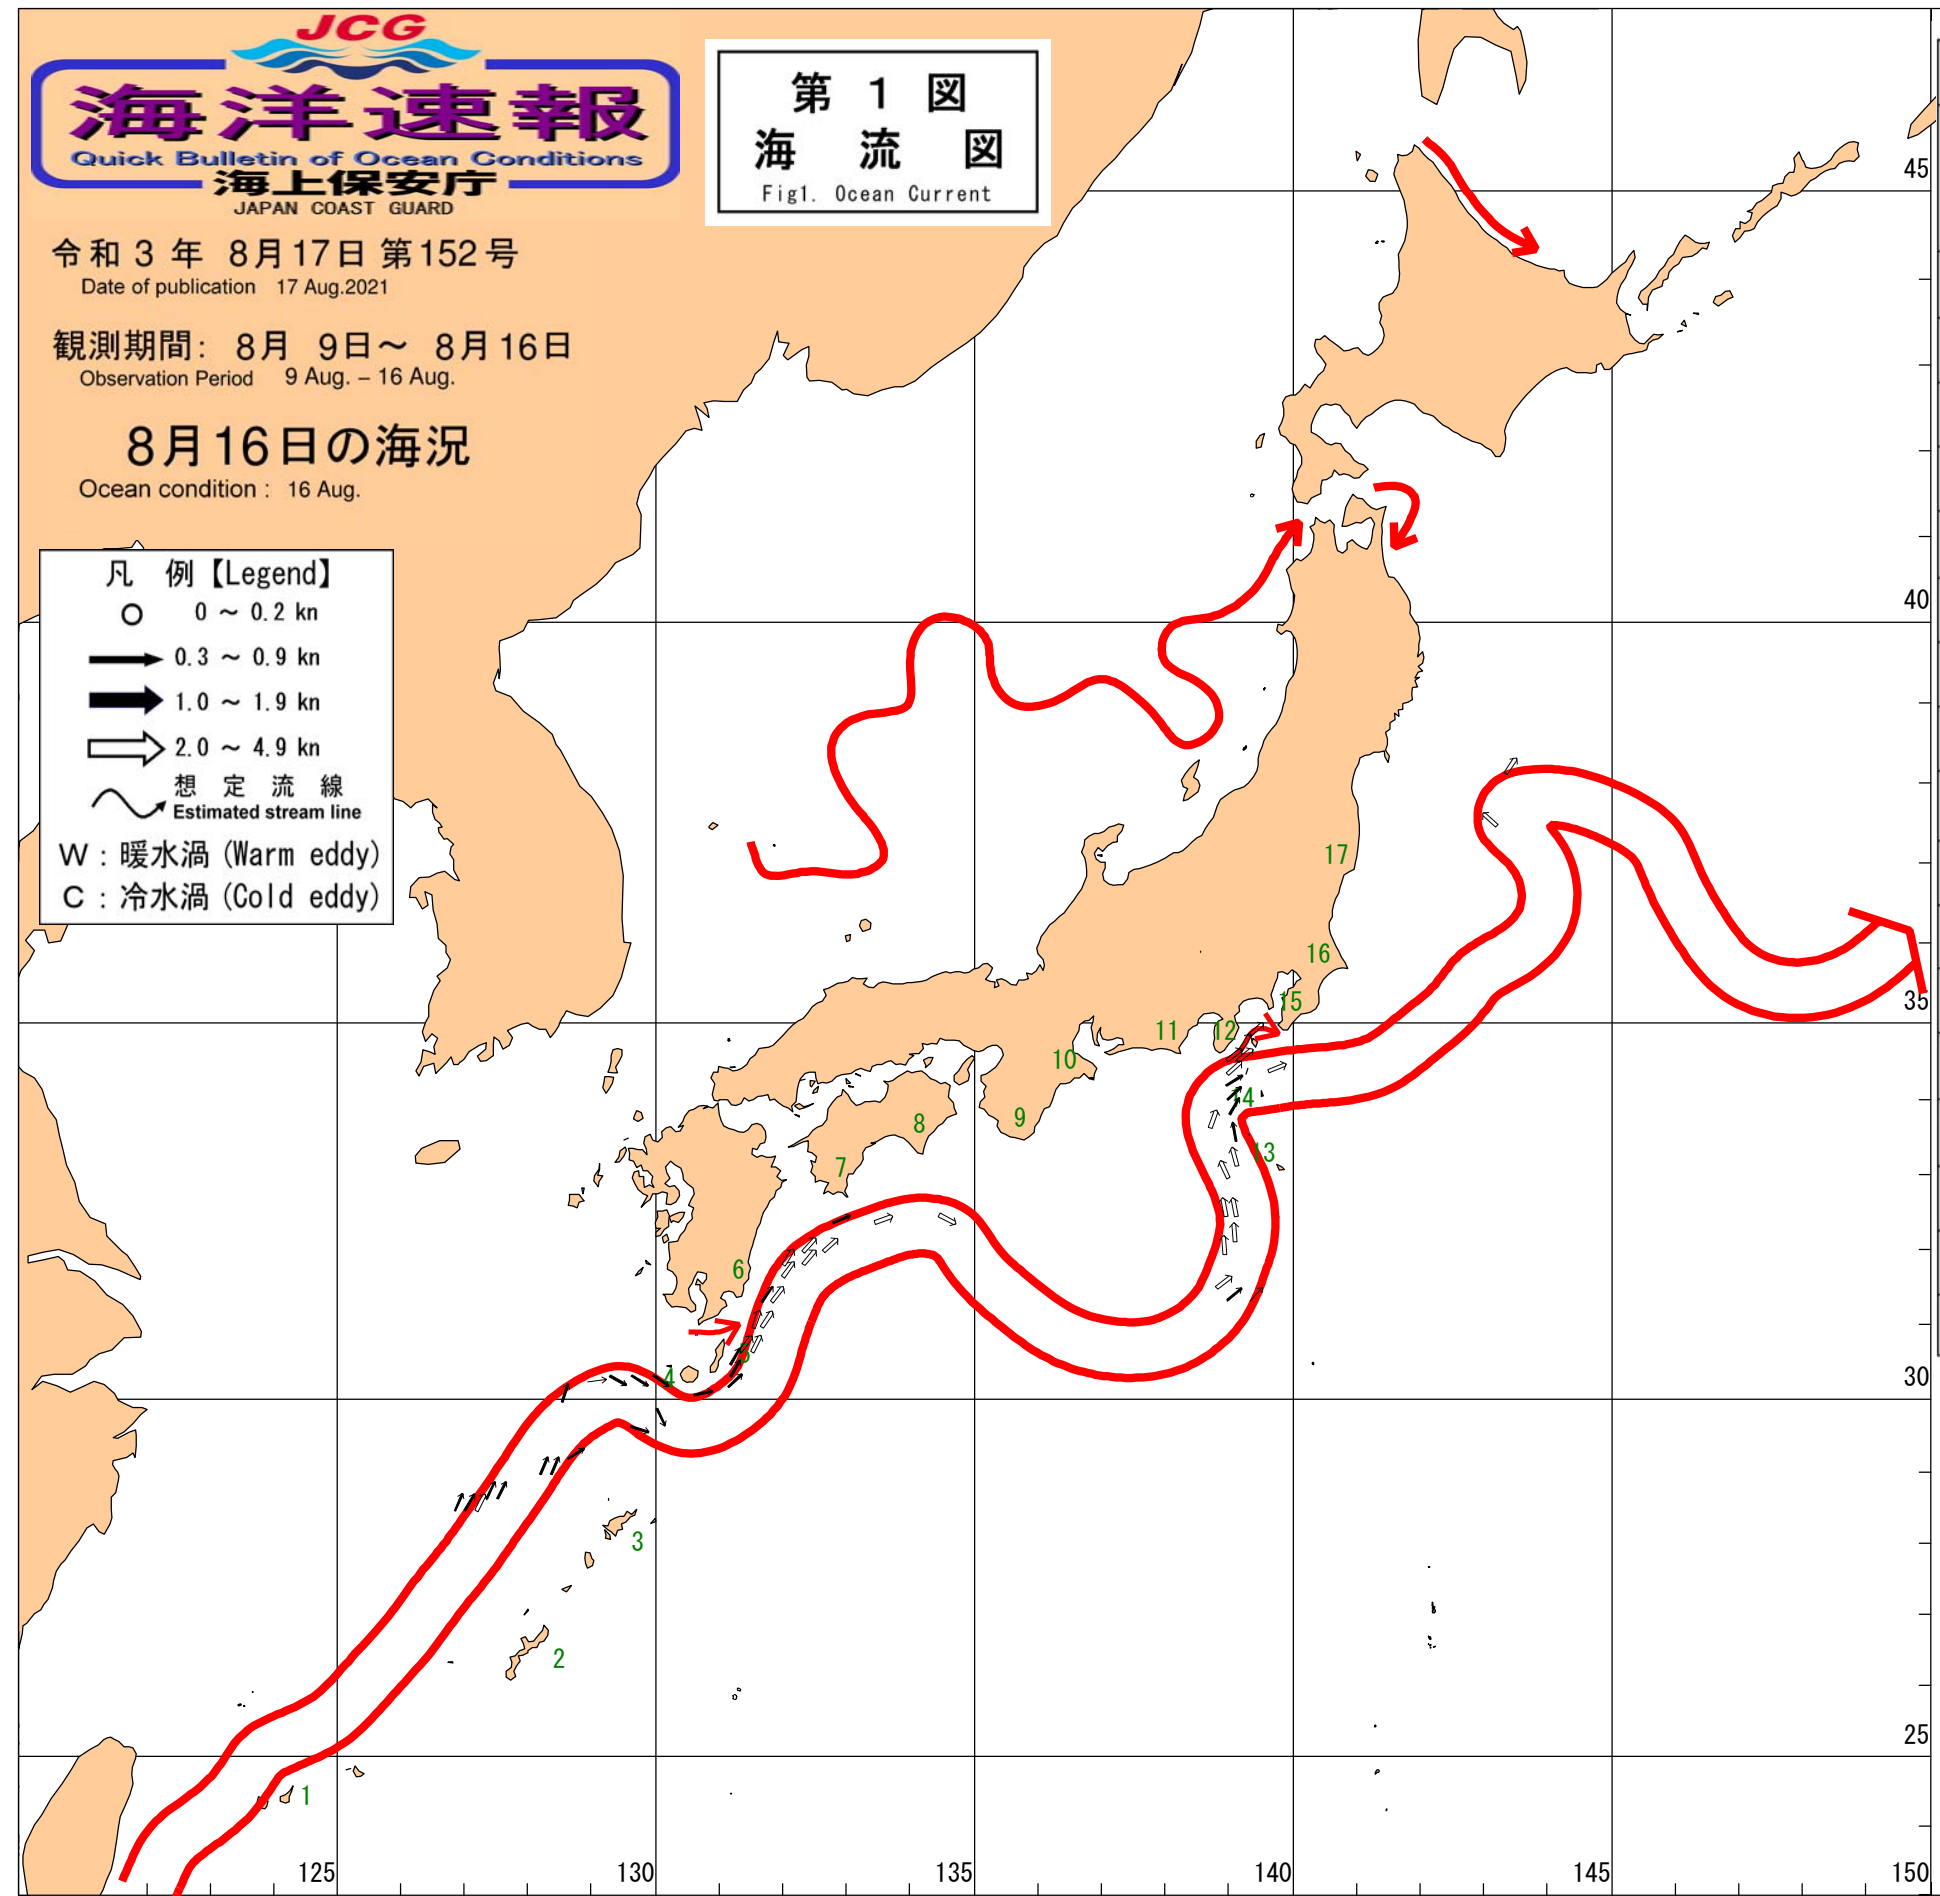 JCG
海洋速報
Quick Bulletin of Ocean Conditions
海上保安庁
JAPAN COAST GUARD
第 1 図
海 流 図
Fig1. Ocean Current
令和 3 年 8月17日 第152号
Date of publication 17 Aug.2021
観測期間: 8月 9日～ 8月16日
Observation Period 9 Aug. – 16 Aug.
8月16日の海況
Ocean condition : 16 Aug.
凡 例【Legend】
0 ～ 0.2 kn
0.3 ～ 0.9 kn
1.0 ～ 1.9 kn
2.0 ～ 4.9 kn
想 定 流 線
Estimated stream line
W : 暖水渦 (Warm eddy)
C : 冷水渦 (Cold eddy)
45
40
35
30
25
17
16
15
12
11
10
14
9
8
13
7
6
5
4
3
2
1
125
130
135
140
145
150